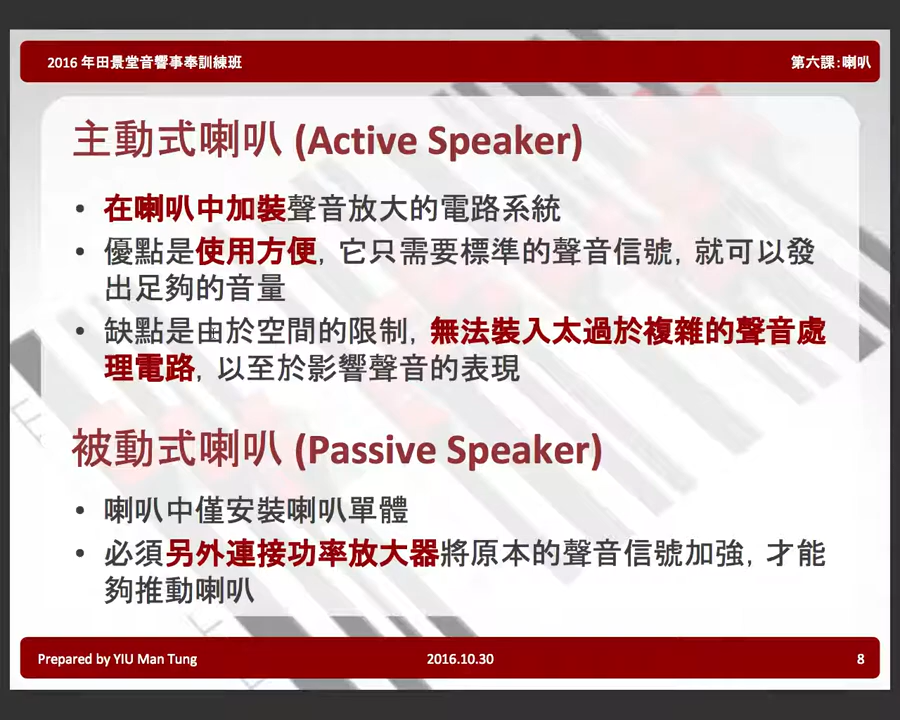 2016 年田景堂音響事奉訓練班
第六課：喇叭
主動式喇叭 (Active Speaker)
• 在喇叭中加裝聲音放大的電路系統
• 優點是使用方便，它只需要標準的聲音信號，就可以發
出足夠的音量
• 缺點是由於空間的限制，無法裝入太過於複雜的聲音處
理電路，以至於影響聲音的表現
被動式喇叭 (Passive Speaker)
• 喇叭中僅安裝喇叭單體
• 必須另外連接功率放大器將原本的聲音信號加強，才能
夠推動喇叭
Prepared by YIU Man Tung
2016.10.30
8